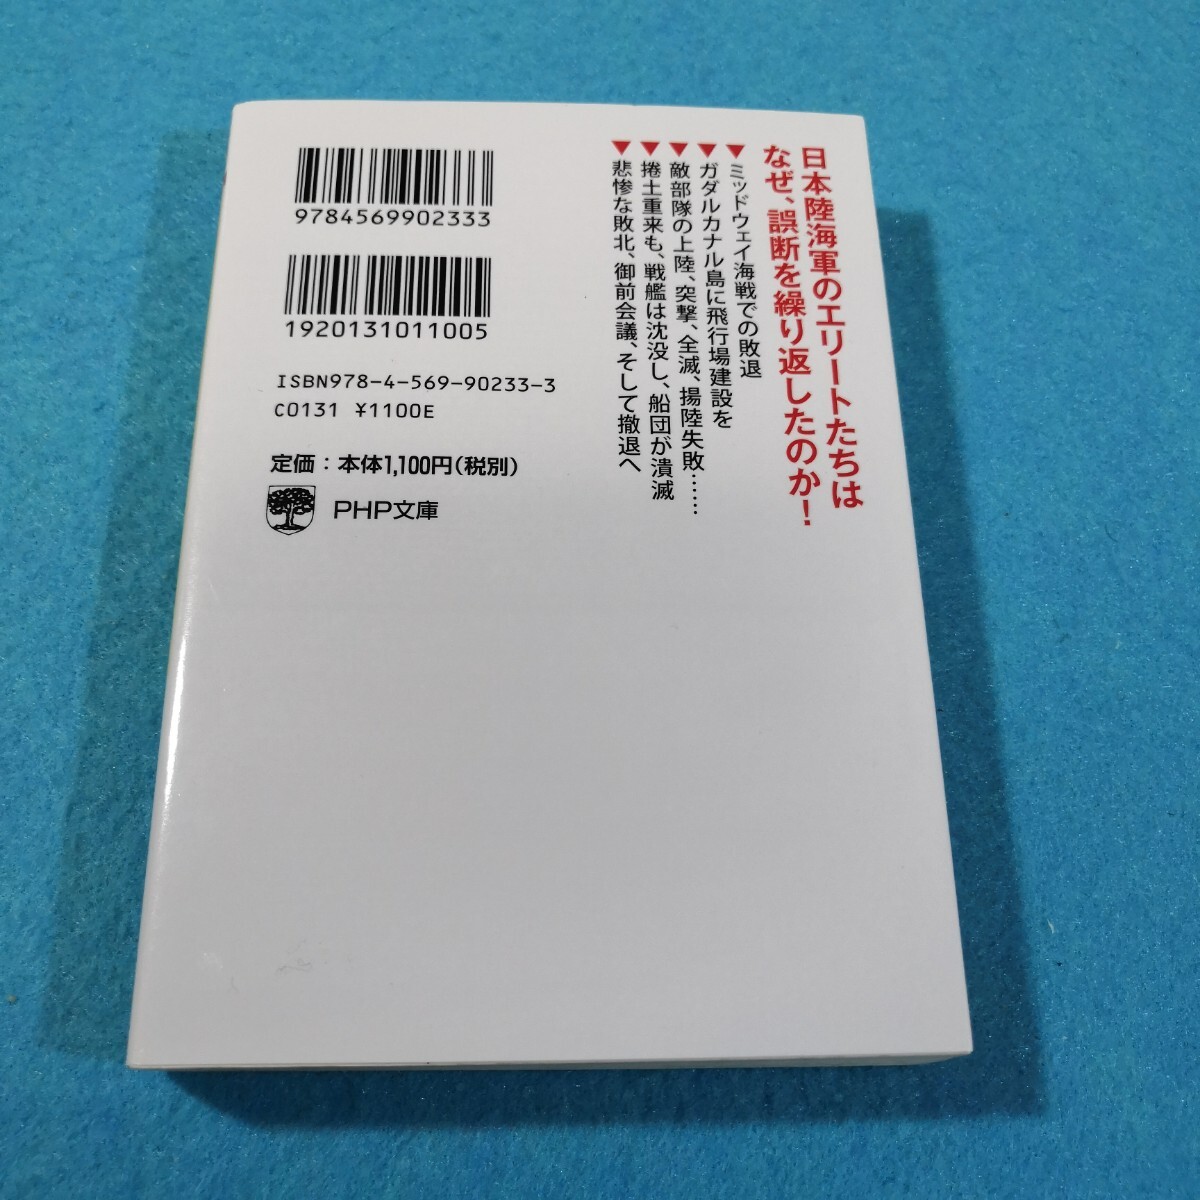 日本陸海軍のエリートたちは
なぜ、誤断を繰り返したのか!
▼ミッドウェイ海戦での敗退
▼ガダルカナル島に飛行場建設を
▼敵部隊の上陸、突撃、全滅、揚陸失敗……
▼捲土重来も、戦艦は沈没し、船団が潰滅
▼悲惨な敗北、御前会議、そして撤退へ
9784569902333
1920131011005
ISBN978-4-569-90233-3
C0131 ¥1100E
定価:本体1,100円(税別)
PHP文庫